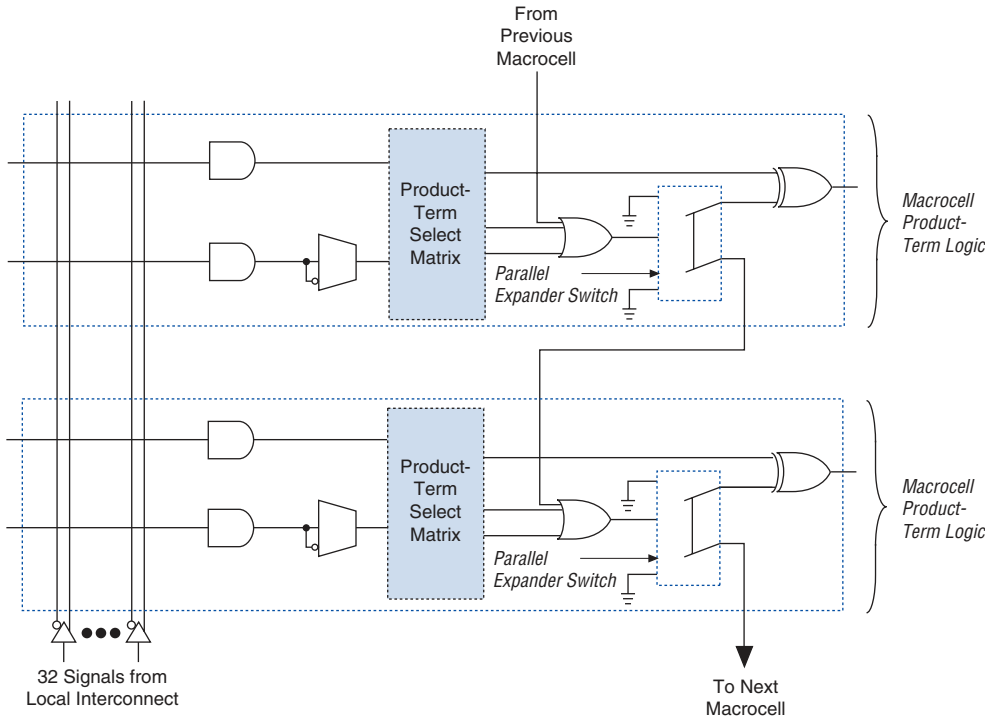 From
Previous
Macrocell
Product-
Term
Select
Matrix
Parallel
Expander Switch
Macrocell
Product-
Term Logic
Product-
Term
Select
Matrix
Parallel
Expander Switch
Macrocell
Product-
Term Logic
32 Signals from
Local Interconnect
To Next
Macrocell